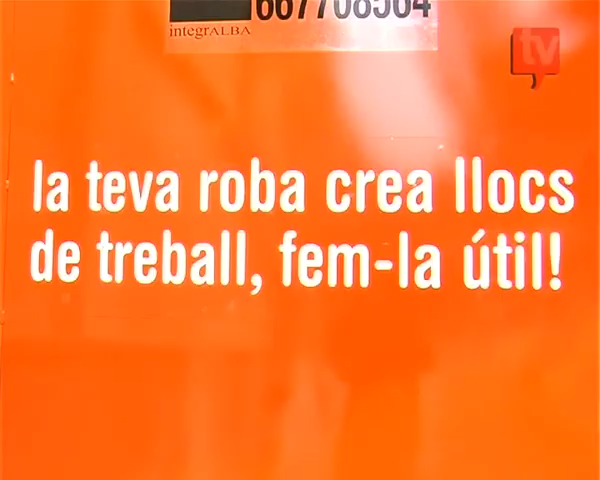 667708504
integrALBA
tv
la teva roba crea llocs
de treball, fem-la útil!